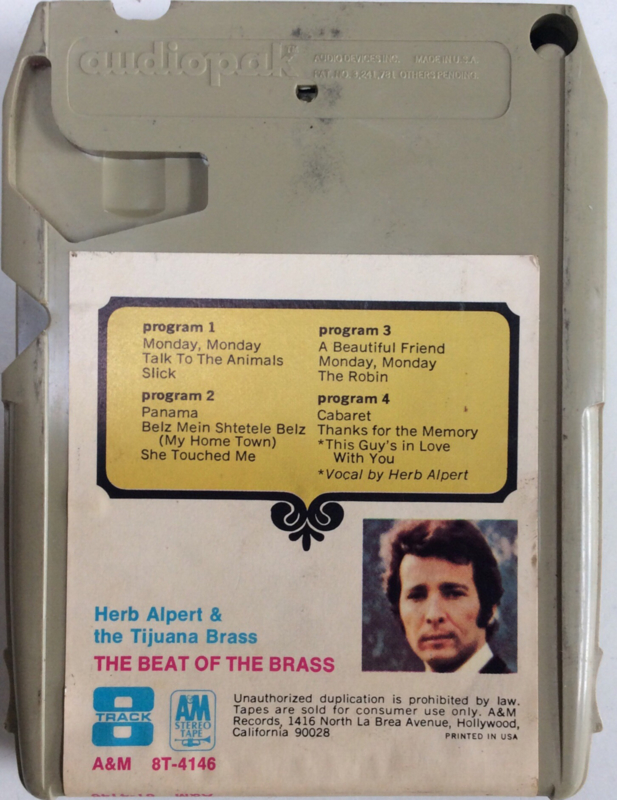 audiopak
AUDIO DEVICES INC. MADE IN U.S.A.
PAT. NO. OTHERS PENDING
program 1
Monday, Monday
Talk To The Animals
Slick
program 2
Panama
Belz Mein Shtetele Belz
(My Home Town)
She Touched Me
program 3
A Beautiful Friend
Monday, Monday
The Robin
program 4
Cabaret
Thanks for the Memory
*This Guy's in Love
With You
*Vocal by Herb Alpert
Herb Alpert &
the Tijuana Brass
THE BEAT OF THE BRASS
8
TRACK
A&M
STEREO
TAPE
Unauthorized duplication is prohibited by law.
Tapes are sold for consumer use only. A&M
Records, 1416 North La Brea Avenue, Hollywood,
California 90028
PRINTED IN USA
A&M 8T-4146